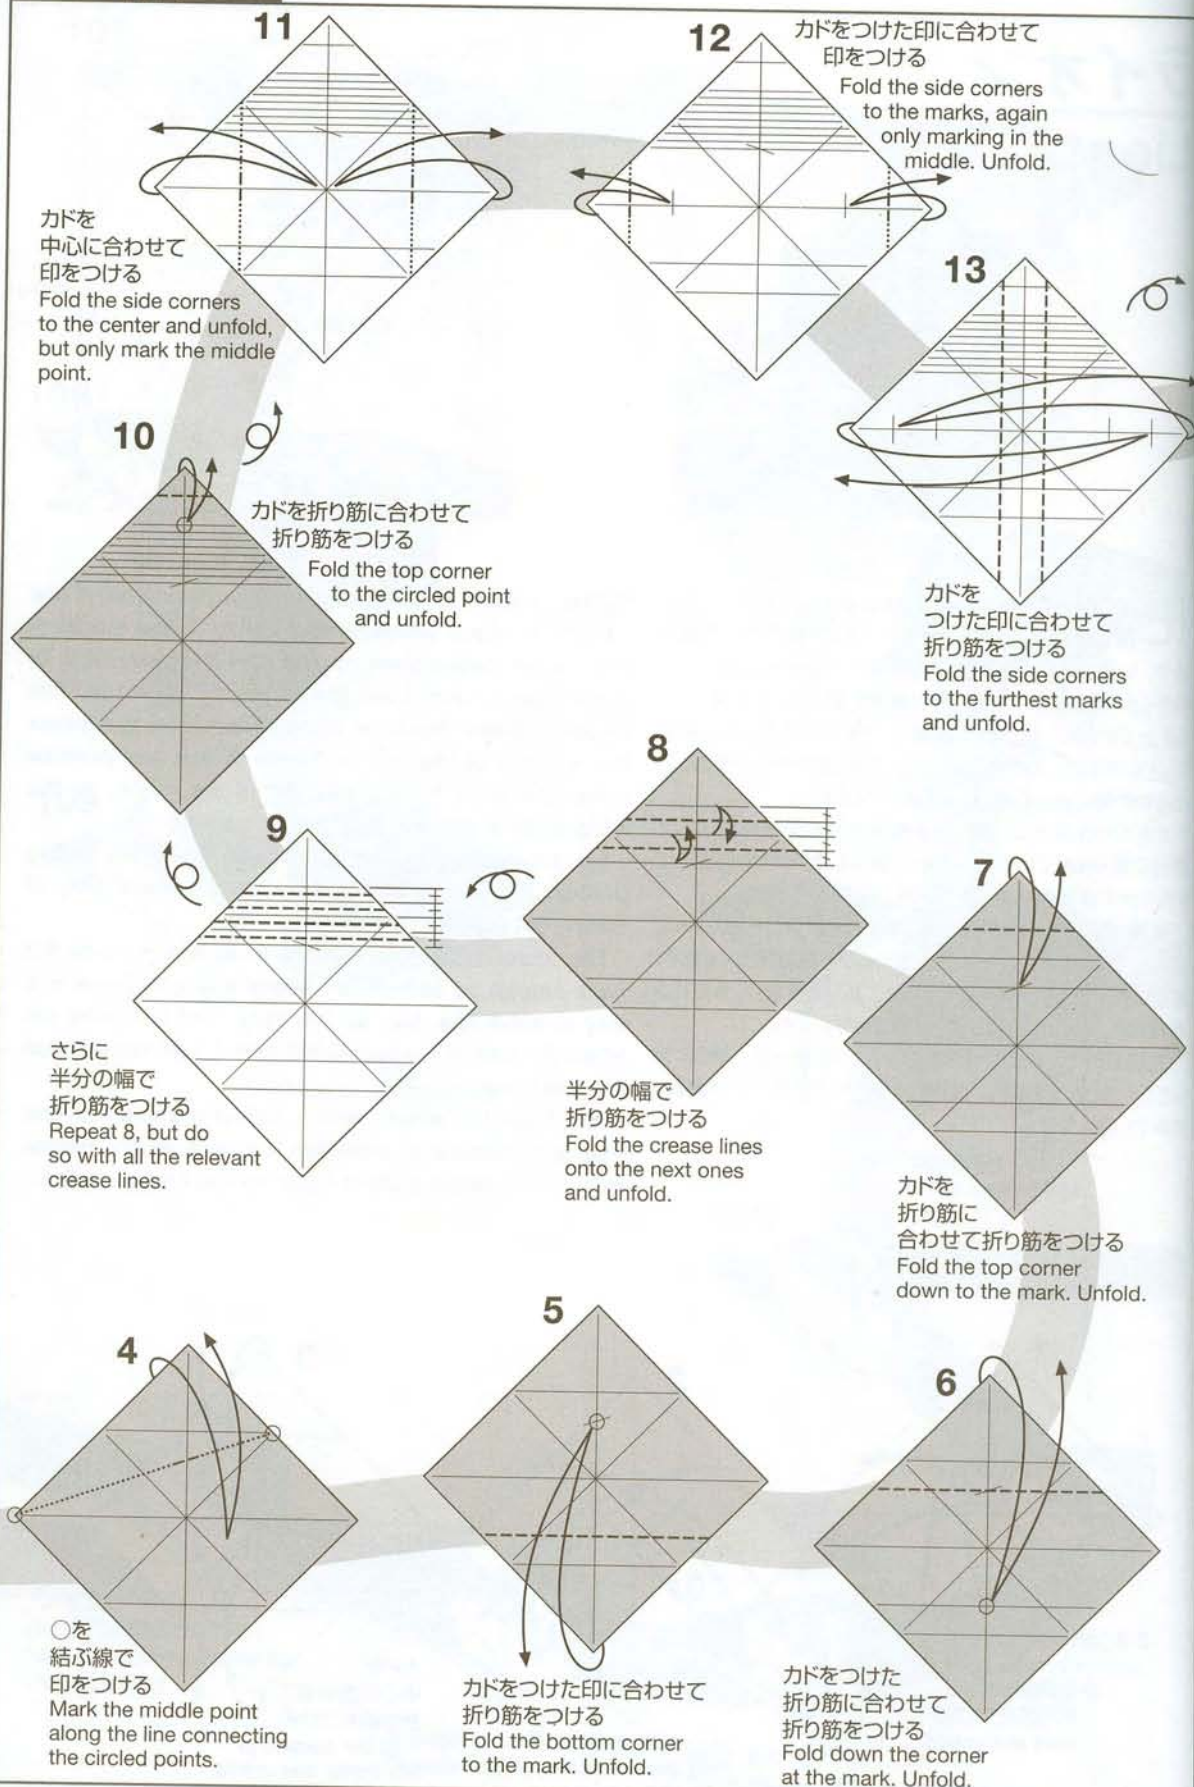 4
○を
結ぶ線で
印をつける
Mark the middle point
along the line connecting
the circled points.
5
カドをつけた印に合わせて
折り筋をつける
Fold the bottom corner
to the mark. Unfold.
6
カドをつけた
折り筋に合わせて
折り筋をつける
Fold down the corner
at the mark. Unfold.
7
カドを
折り筋に
合わせて折り筋をつける
Fold the top corner
down to the mark. Unfold.
8
半分の幅で
折り筋をつける
Fold the crease lines
onto the next ones
and unfold.
9
さらに
半分の幅で
折り筋をつける
Repeat 8, but do
so with all the relevant
crease lines.
10
カドを折り筋に合わせて
折り筋をつける
Fold the top corner
to the circled point
and unfold.
11
カドを
中心に合わせて
印をつける
Fold the side corners
to the center and unfold,
but only mark the middle
point.
12
カドをつけた印に合わせて
印をつける
Fold the side corners
to the marks, again
only marking in the
middle. Unfold.
13
カドを
つけた印に合わせて
折り筋をつける
Fold the side corners
to the furthest marks
and unfold.